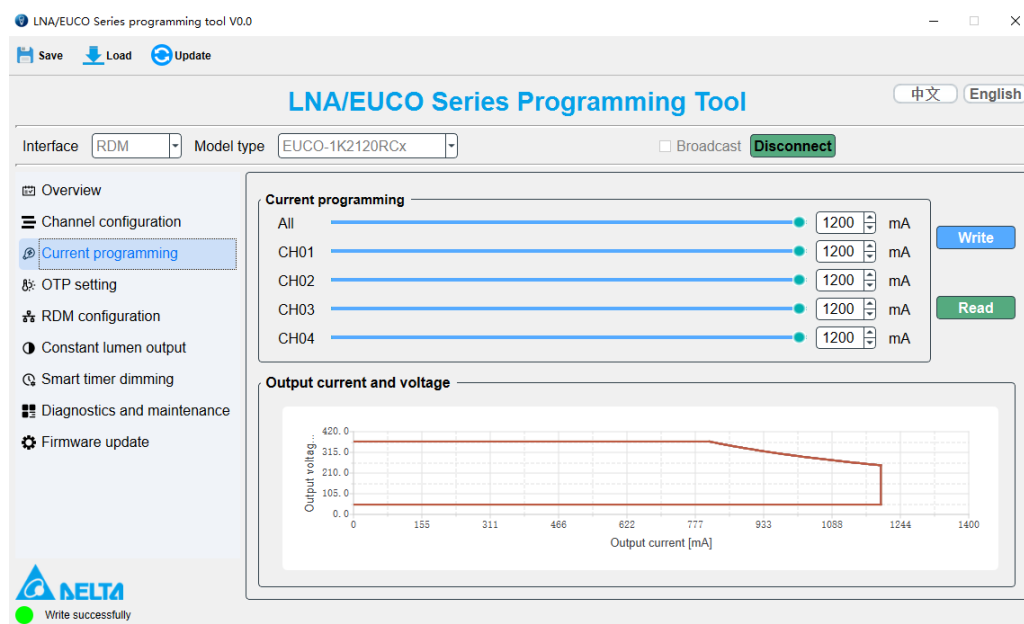 LNA/EUCO Series programming tool V0.0
Save Load Update
LNA/EUCO Series Programming Tool
中文 English
Interface RDM Model type EUCO-1K2120RCx Broadcast Disconnect
Overview
Channel configuration
Current programming
OTP setting
RDM configuration
Constant lumen output
Smart timer dimming
Diagnostics and maintenance
Firmware update
Current programming
All 1200 mA
CH01 1200 mA
CH02 1200 mA
CH03 1200 mA
CH04 1200 mA
Write
Read
Output current and voltage
Output voltag...
420.0
315.0
210.0
105.0
0.0
0 155 311 466 622 777 933 1088 1244 1400
Output current [mA]
DELTA
Write successfully